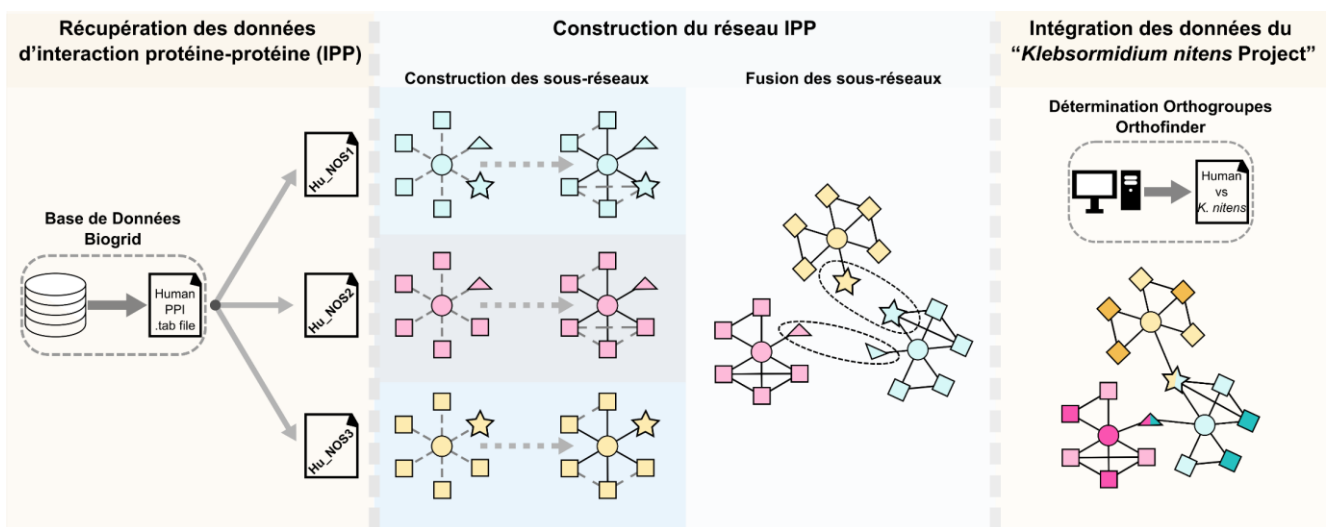 Récupération des données
d'interaction protéine-protéine (IPP)
Base de Données
Biogrid
Human
PPI
.tab file
Hu_NOS1
Hu_NOS2
Hu_NOS3
Construction du réseau IPP
Construction des sous-réseaux
Fusion des sous-réseaux
Intégration des données du
“Klebsormidium nitens Project”
Détermination Orthogroupes
Orthofinder
Human
vs
K. nitens